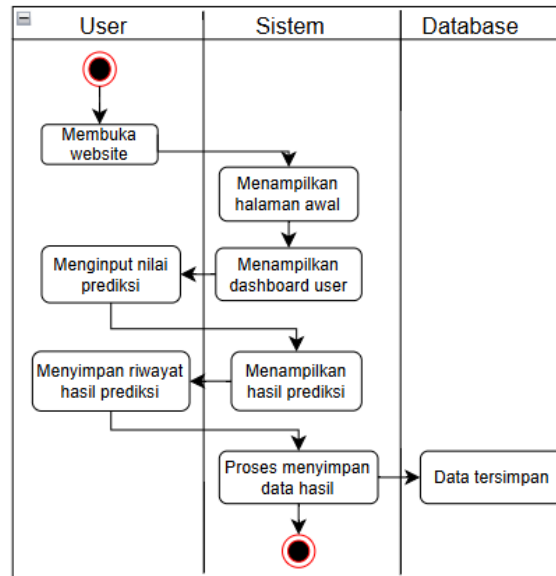 User
Sistem
Database
Membuka
website
Menampilkan
halaman awal
Menampilkan
dashboard user
Menginput nilai
prediksi
Menampilkan
hasil prediksi
Menyimpan riwayat
hasil prediksi
Proses menyimpan
data hasil
Data tersimpan